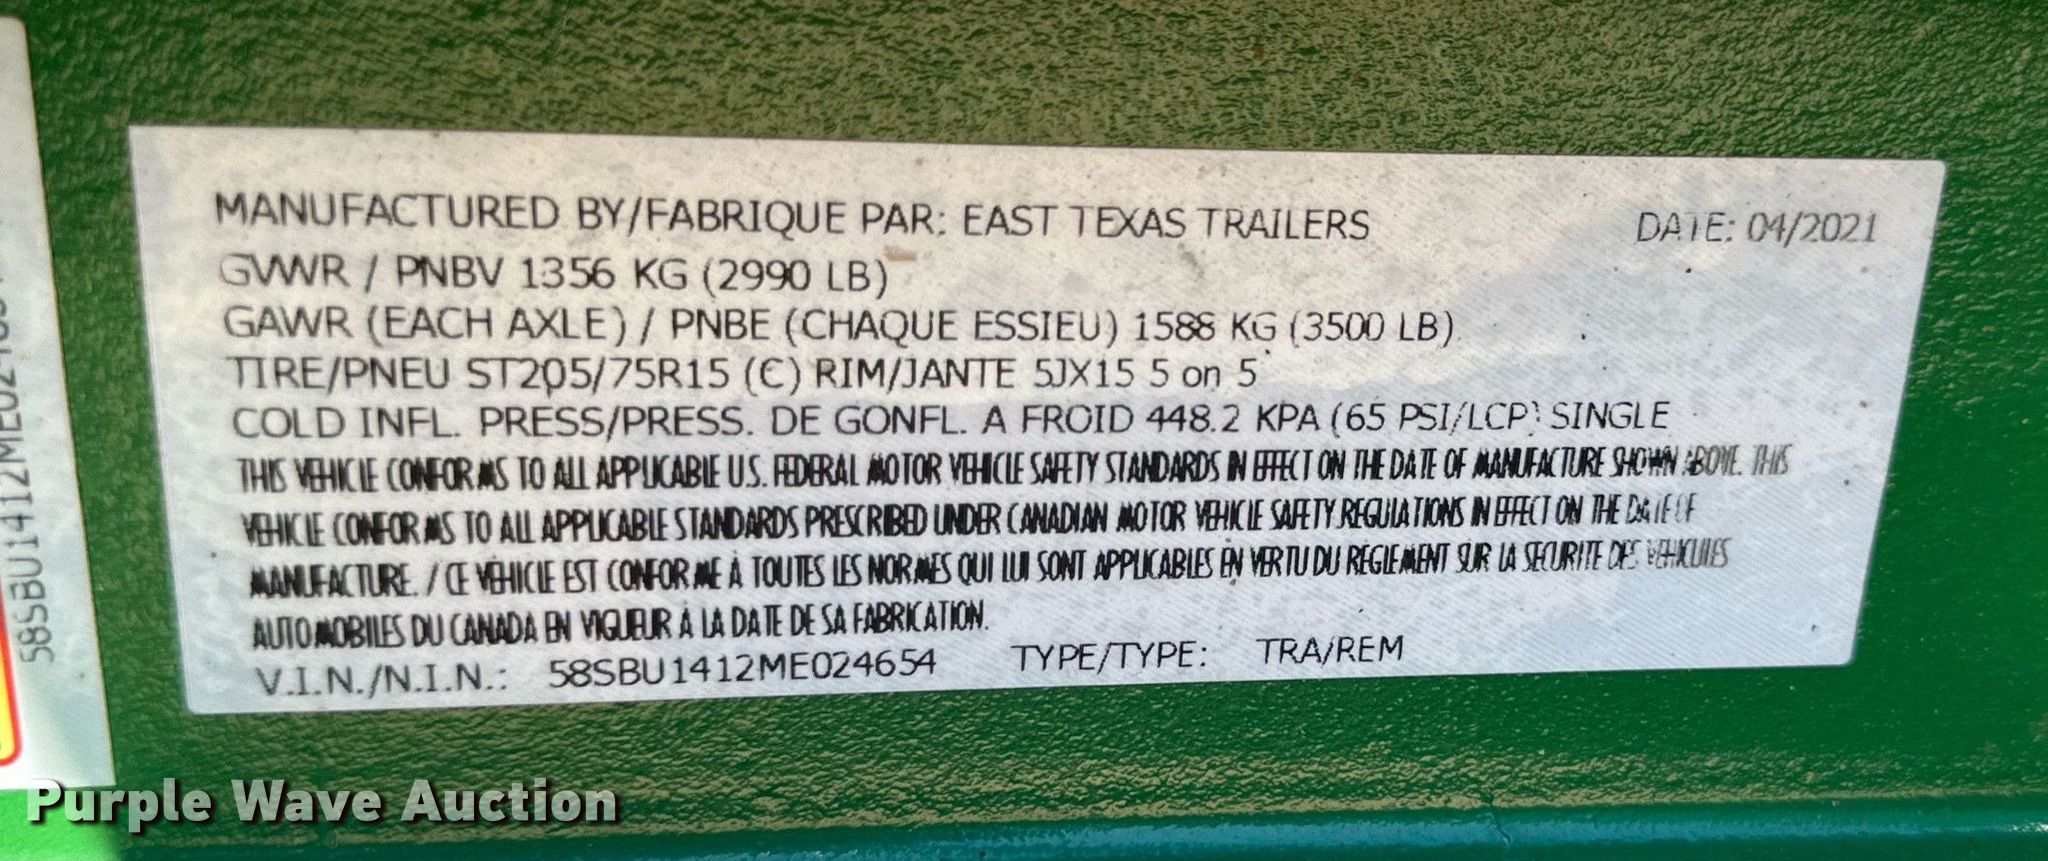 MANUFACTURED BY/FABRIQUE PAR: EAST TEXAS TRAILERS DATE: 04/2021
GVWR / PNBV 1356 KG (2990 LB)
GAWR (EACH AXLE) / PNBE (CHAQUE ESSIEU) 1588 KG (3500 LB)
TIRE/PNEU ST205/75R15 (C) RIM/JANTE 5JX15 5 on 5
COLD INFL. PRESS/PRESS. DE GONFL. A FROID 448.2 KPA (65 PSI/LCP) SINGLE
THIS VEHICLE CONFORMS TO ALL APPLICABLE U.S. FEDERAL MOTOR VEHICLE SAFETY STANDARDS IN EFFECT ON THE DATE OF MANUFACTURE SHOWN ABOVE. THIS
VEHICLE CONFORMS TO ALL APPLICABLE STANDARDS PRESCRIBED UNDER CANADIAN MOTOR VEHICLE SAFETY REGULATIONS IN EFFECT ON THE DATE OF
MANUFACTURE. / CE VÉHICLE EST CONFORME À TOUTES LES NORMES QUI LUI SONT APPLICABLES EN VERTU DU REGLEMENT SUR LA SECURITE DES VEHICULES
AUTOMOBILES DU CANADA EN VIGUEUR À LA DATE DE SA FABRICATION.
V.I.N./N.I.N.: 58SBU1412ME024654 TYPE/TYPE: TRA/REM
Purple Wave Auction